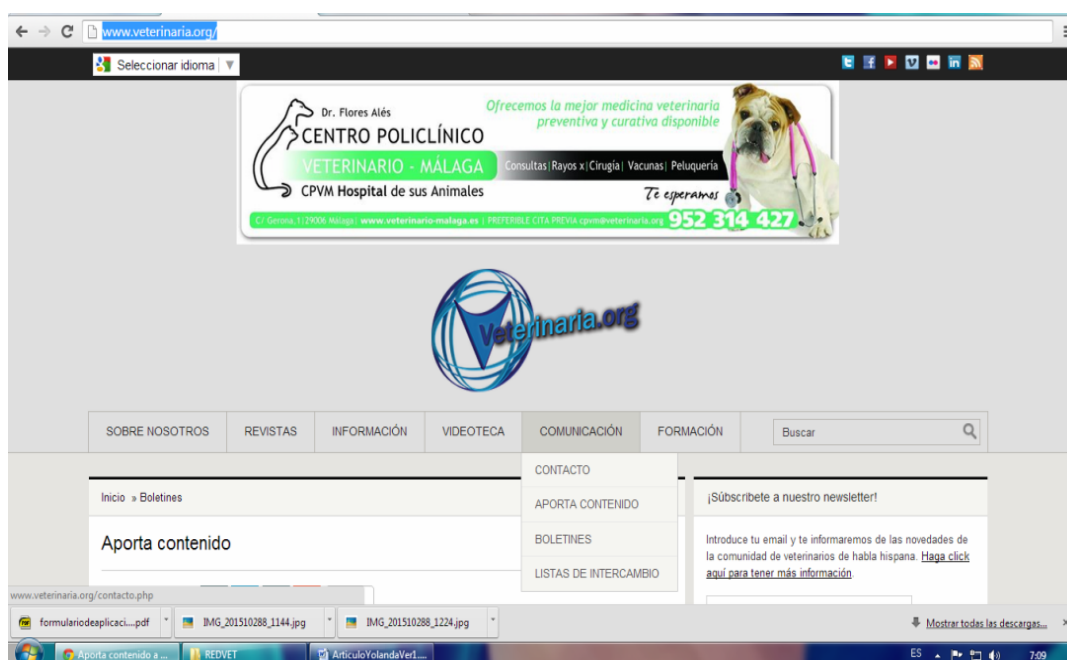 www.veterinaria.org/
Seleccionar idioma
Dr. Flores Alés
CENTRO POLICLÍNICO
VETERINARIO - MÁLAGA
CPVM Hospital de sus Animales
Ofrecemos la mejor medicina veterinaria
preventiva y curativa disponible
Consultas|Rayos x|Cirugía| Vacunas| Peluquería
Te esperamos
C/ Gerona,1|29006 Málaga| www.veterinario-malaga.es | PREFERIBLE CITA PREVIA cpvm@veterinaria.org 952 314 427
Veterinaria.org
SOBRE NOSOTROS REVISTAS INFORMACIÓN VIDEOTECA COMUNICACIÓN FORMACIÓN Buscar
CONTACTO
APORTA CONTENIDO
BOLETINES
LISTAS DE INTERCAMBIO
Inicio » Boletines
Aporta contenido
¡Súbscribete a nuestro newsletter!
Introduce tu email y te informaremos de las novedades de
la comunidad de veterinarios de habla hispana. Haga click
aquí para tener más información.
www.veterinaria.org/contacto.php
formulariodeaplicaci....pdf IMG_201510288_1144.jpg IMG_201510288_1224.jpg Mostrar todas las descargas...
Aporta contenido a ... REDVET ArticuloYolandaVer1.... ES 7:09